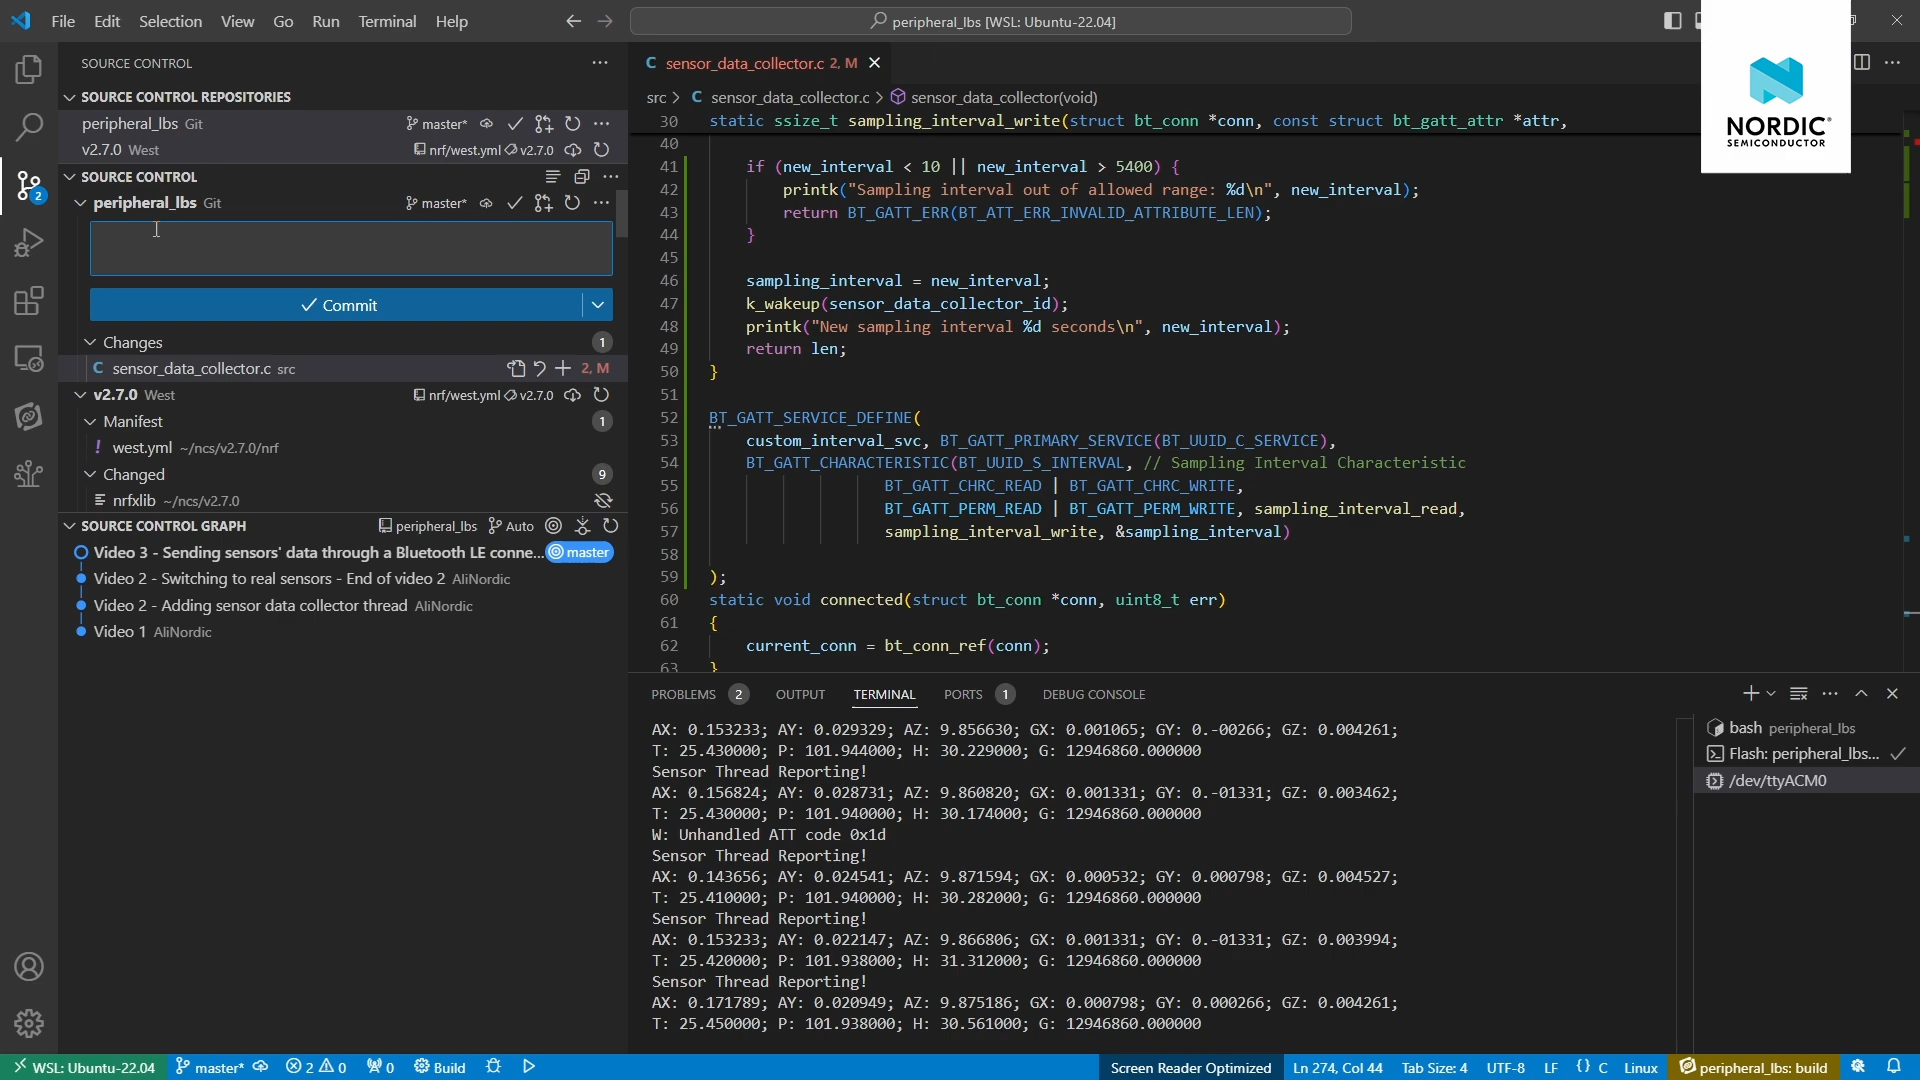 File Edit Selection View Go Run Terminal Help
peripheral_lbs [WSL: Ubuntu-22.04]
NORDIC®
SEMICONDUCTOR
SOURCE CONTROL
SOURCE CONTROL REPOSITORIES
peripheral_lbs Git master*
v2.7.0 West nrf/west.yml v2.7.0
SOURCE CONTROL
peripheral_lbs Git master*
Commit
Changes 1
C sensor_data_collector.c src 2, M
v2.7.0 West nrf/west.yml v2.7.0
Manifest 1
! west.yml ~/ncs/v2.7.0/nrf
Changed 9
nrfxlib ~/ncs/v2.7.0
SOURCE CONTROL GRAPH peripheral_lbs Auto
Video 3 - Sending sensors' data through a Bluetooth LE conne... master
Video 2 - Switching to real sensors - End of video 2 AliNordic
Video 2 - Adding sensor data collector thread AliNordic
Video 1 AliNordic
2
C sensor_data_collector.c 2, M
src > C sensor_data_collector.c > sensor_data_collector(void)
30 static ssize_t sampling_interval_write(struct bt_conn *conn, const struct bt_gatt_attr *attr,
40
41 if (new_interval < 10 || new_interval > 5400) {
42 printk("Sampling interval out of allowed range: %d\n", new_interval);
43 return BT_GATT_ERR(BT_ATT_ERR_INVALID_ATTRIBUTE_LEN);
44 }
45
46 sampling_interval = new_interval;
47 k_wakeup(sensor_data_collector_id);
48 printk("New sampling interval %d seconds\n", new_interval);
49 return len;
50 }
51
52 BT_GATT_SERVICE_DEFINE(
53 custom_interval_svc, BT_GATT_PRIMARY_SERVICE(BT_UUID_C_SERVICE),
54 BT_GATT_CHARACTERISTIC(BT_UUID_S_INTERVAL, // Sampling Interval Characteristic
55 BT_GATT_CHRC_READ | BT_GATT_CHRC_WRITE,
56 BT_GATT_PERM_READ | BT_GATT_PERM_WRITE, sampling_interval_read,
57 sampling_interval_write, &sampling_interval)
58
59 );
60 static void connected(struct bt_conn *conn, uint8_t err)
61 {
62 current_conn = bt_conn_ref(conn);
63 }
PROBLEMS 2 OUTPUT TERMINAL PORTS 1 DEBUG CONSOLE
AX: 0.153233; AY: 0.029329; AZ: 9.856630; GX: 0.001065; GY: 0.-00266; GZ: 0.004261;
T: 25.430000; P: 101.944000; H: 30.229000; G: 12946860.000000
Sensor Thread Reporting!
AX: 0.156824; AY: 0.028731; AZ: 9.860820; GX: 0.001331; GY: 0.-01331; GZ: 0.003462;
T: 25.430000; P: 101.940000; H: 30.174000; G: 12946860.000000
W: Unhandled ATT code 0x1d
Sensor Thread Reporting!
AX: 0.143656; AY: 0.024541; AZ: 9.871594; GX: 0.000532; GY: 0.000798; GZ: 0.004527;
T: 25.410000; P: 101.940000; H: 30.282000; G: 12946860.000000
Sensor Thread Reporting!
AX: 0.153233; AY: 0.022147; AZ: 9.866806; GX: 0.001331; GY: 0.-01331; GZ: 0.003994;
T: 25.420000; P: 101.938000; H: 31.312000; G: 12946860.000000
Sensor Thread Reporting!
AX: 0.171789; AY: 0.020949; AZ: 9.875186; GX: 0.000798; GY: 0.000266; GZ: 0.004261;
T: 25.450000; P: 101.938000; H: 30.561000; G: 12946860.000000
bash peripheral_lbs
Flash: peripheral_lbs...
/dev/ttyACM0
WSL: Ubuntu-22.04 master* 2 0 0 Build Screen Reader Optimized Ln 274, Col 44 Tab Size: 4 UTF-8 LF {} C Linux peripheral_lbs: build